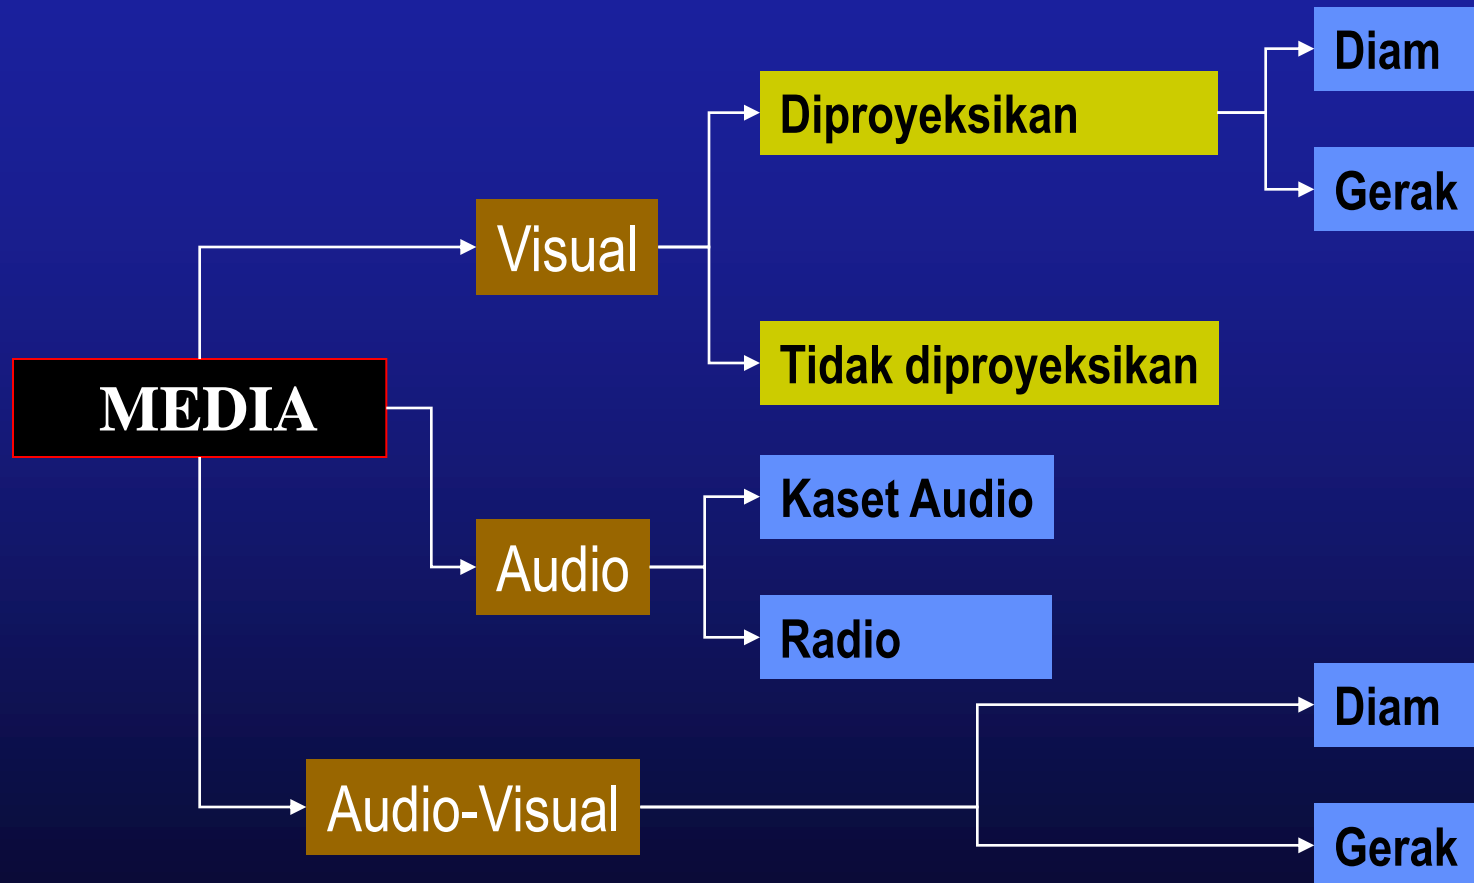 MEDIA
Visual
Diproyeksikan
Diam
Gerak
Tidak diproyeksikan
Audio
Kaset Audio
Radio
Audio-Visual
Diam
Gerak